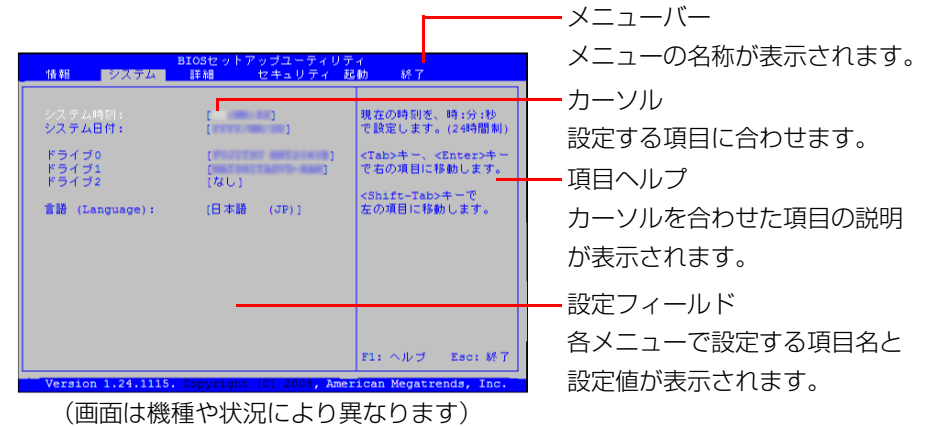 メニューバー
メニューの名称が表示されます。
BIOSセットアップユーティリティ
情報 システム 詳細 セキュリティ 起動 終了
カーソル
設定する項目に合わせます。
システム時刻: [ ]
システム日付: [ ]
ドライブ0 [ ]
ドライブ1 [ ]
ドライブ2 [なし]
言語 (Language): [日本語 (JP)]
現在の時刻を、時:分:秒
で設定します。(24時間制)
<Tab>キー、<Enter>キー
で右の項目に移動します。
<Shift-Tab>キーで
左の項目に移動します。
項目ヘルプ
カーソルを合わせた項目の説明
が表示されます。
設定フィールド
各メニューで設定する項目名と
設定値が表示されます。
F1: ヘルプ Esc: 終了
Version 1.24.1115. Copyright (C) 2005, American Megatrends, Inc.
(画面は機種や状況により異なります)